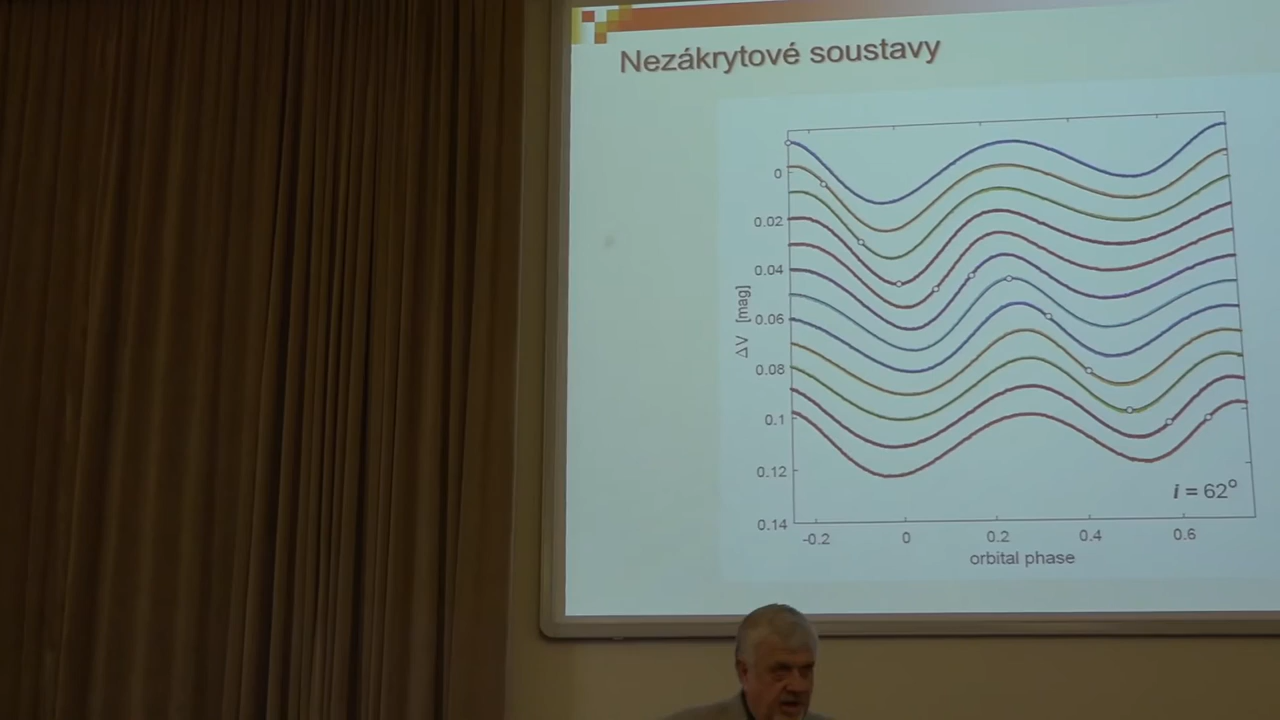 Nezákrytové soustavy
0
0.02
0.04
0.06
0.08
0.1
0.12
0.14
ΔV [mag]
i = 62°
-0.2 0 0.2 0.4 0.6
orbital phase